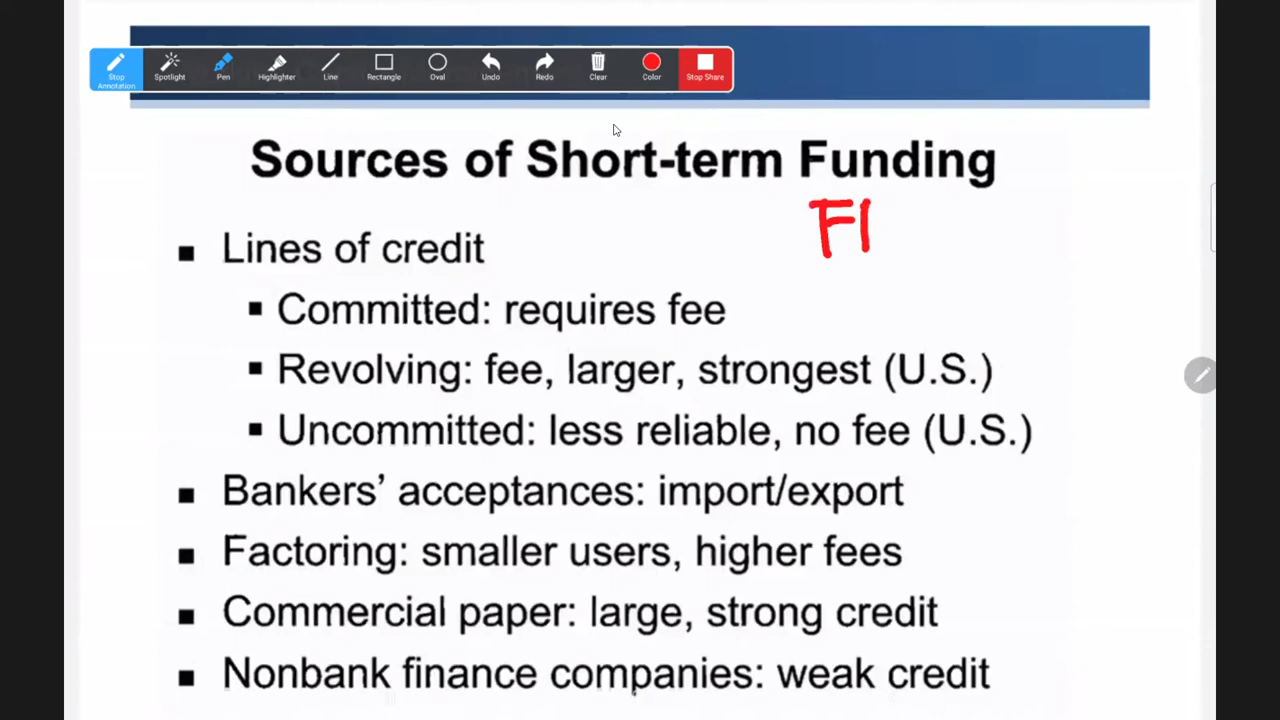 Stop Annotation
Spotlight
Pen
Highlighter
Line
Rectangle
Oval
Undo
Redo
Clear
Color
Stop Share
Sources of Short-term Funding
FI
■ Lines of credit
▪ Committed: requires fee
▪ Revolving: fee, larger, strongest (U.S.)
▪ Uncommitted: less reliable, no fee (U.S.)
■ Bankers’ acceptances: import/export
■ Factoring: smaller users, higher fees
■ Commercial paper: large, strong credit
■ Nonbank finance companies: weak credit